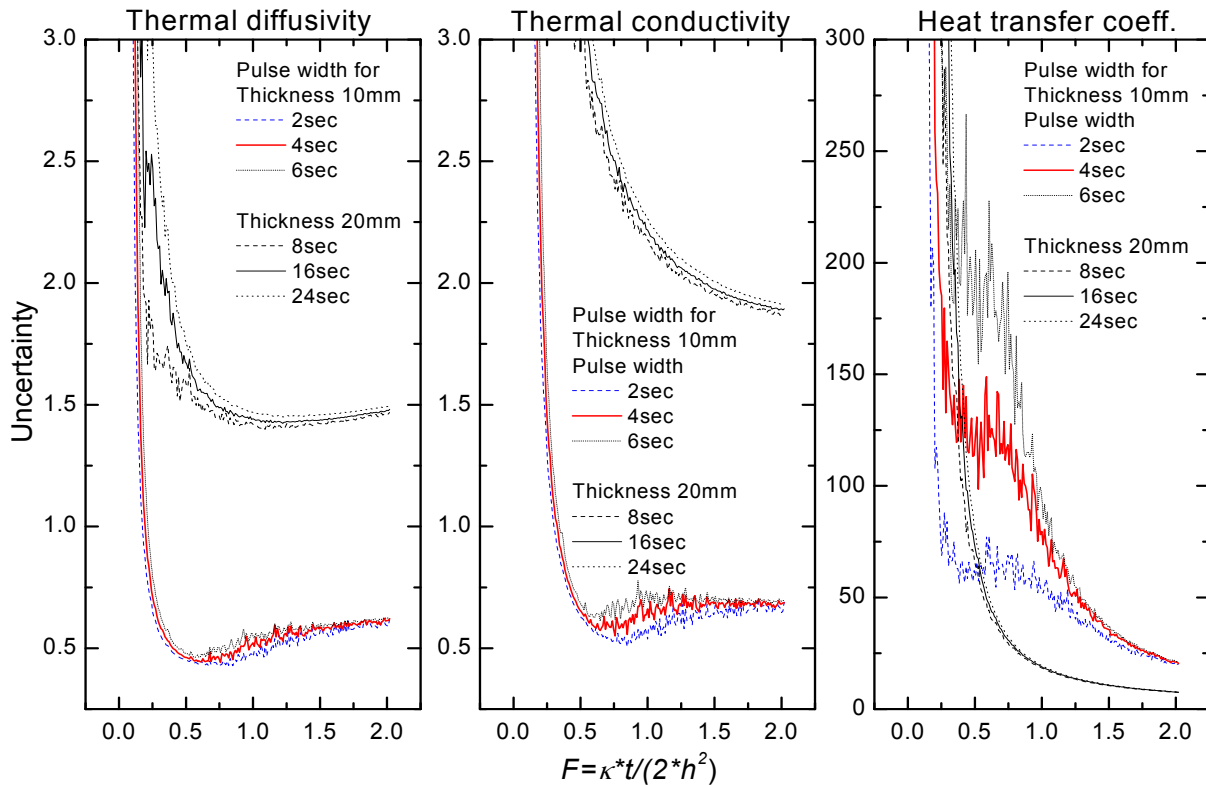 Thermal diffusivity
Thermal conductivity
Heat transfer coeff.
Uncertainty
3.0
2.5
2.0
1.5
1.0
0.5
Pulse width for
Thickness 10mm
2sec
4sec
6sec
Thickness 20mm
8sec
16sec
24sec
0.0 0.5 1.0 1.5 2.0
3.0
2.5
2.0
1.5
1.0
0.5
Pulse width for
Thickness 10mm
Pulse width
2sec
4sec
6sec
Thickness 20mm
8sec
16sec
24sec
0.0 0.5 1.0 1.5 2.0
300
250
200
150
100
50
0
Pulse width for
Thickness 10mm
Pulse width
2sec
4sec
6sec
Thickness 20mm
8sec
16sec
24sec
0.0 0.5 1.0 1.5 2.0
F=κ*t/(2*h²)